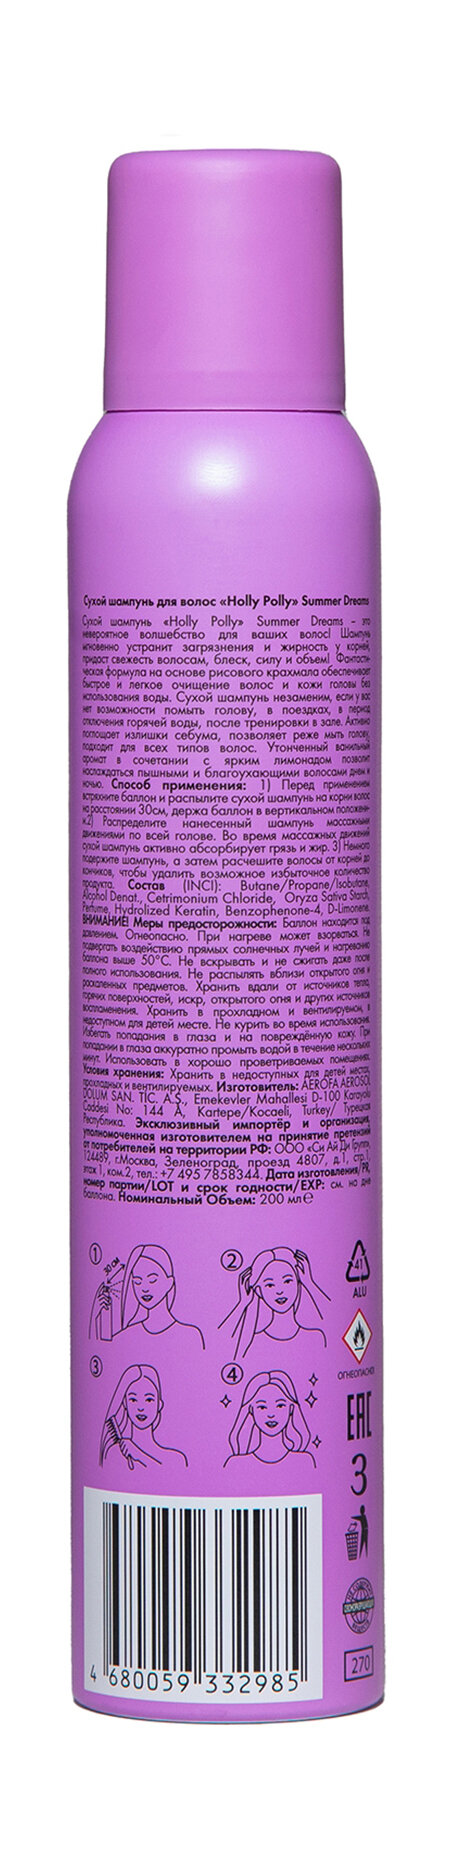 Сухой шампунь для волос «Holly Polly» Summer Dreams
Сухой шампунь «Holly Polly» Summer Dreams – это
невероятное волшебство для ваших волос! Шампунь
мгновенно устранит загрязнения и жирность у корней,
придаст свежесть волосам, блеск, силу и объем! Фантасти-
ческая формула на основе рисового крахмала обеспечивает
быстрое и легкое очищение волос и кожи головы без
использования воды. Сухой шампунь незаменим, если у вас
нет возможности помыть голову, в поездках, в период
отключения горячей воды, после тренировки в зале. Активно
поглощает излишки себума, позволяет реже мыть голову,
подходит для всех типов волос. Утонченный ванильный
аромат в сочетании с ярким лимонадом позволит
наслаждаться пышными и благоухающими волосами днем и
ночью. Способ применения: 1) Перед применением
встряхните баллон и распылите сухой шампунь на корни волос
на расстоянии 30см, держа баллон в вертикальном положени-
и.2) Распределите нанесенный шампунь массажными
движениями по всей голове. Во время массажных движений
сухой шампунь активно абсорбирует грязь и жир. 3) Немного
подержите шампунь, а затем расчешите волосы от корней до
кончиков, чтобы удалить возможное избыточное количество
продукта. Состав (INCI): Butane/Propane/Isobutane,
Alcohol Denat., Cetrimonium Chloride, Oryza Sativa Starch,
Perfume, Hydrolized Keratin, Benzophenone-4, D-Limonene.
ВНИМАНИЕ! Меры предосторожности: Баллон находится под
давлением. Огнеопасно. При нагреве может взорваться. Не
подвергать воздействию прямых солнечных лучей и нагреванию
баллона выше 50°C. Не вскрывать и не сжигать даже после
полного использования. Не распылять вблизи открытого огня и
раскаленных предметов. Хранить вдали от источников тепла,
горячих поверхностей, искр, открытого огня и других источников
воспламенения. Хранить в прохладном и вентилируемом, в
недоступном для детей месте. Не курить во время использования.
Избегать попадания в глаза и на повреждённую кожу. При
попадании в глаза аккуратно промыть водой в течение нескольких
минут. Использовать в хорошо проветриваемых помещениях.
Условия хранения: Хранить в недоступных для детей местах,
прохладных и вентилируемых. Изготовитель: AEROFA AEROSOL
DOLUM SAN. TİC. A.Ş., Emekevler Mahallesi D-100 Karayolu
Caddesi No: 144 A, Kartepe/Kocaeli, Turkey/ Турецкая
Республика. Эксклюзивный импортёр и организация,
уполномоченная изготовителем на принятие претензий
от потребителей на территории РФ: ООО «Си Ай Ди Групп»,
124489, г.Москва, Зеленоград, проезд 4807, д.1, стр.1,
этаж 1, ком.2, тел.: +7 495 7858344. Дата изготовления/PR,
номер партии/LOT и срок годности/EXP: см. на дне
баллона. Номинальный Объем: 200 мл℮
1
30 см
2
41
ALU
ОГНЕОПАСНО
3
4
EAC
3
270
4 680059 332985